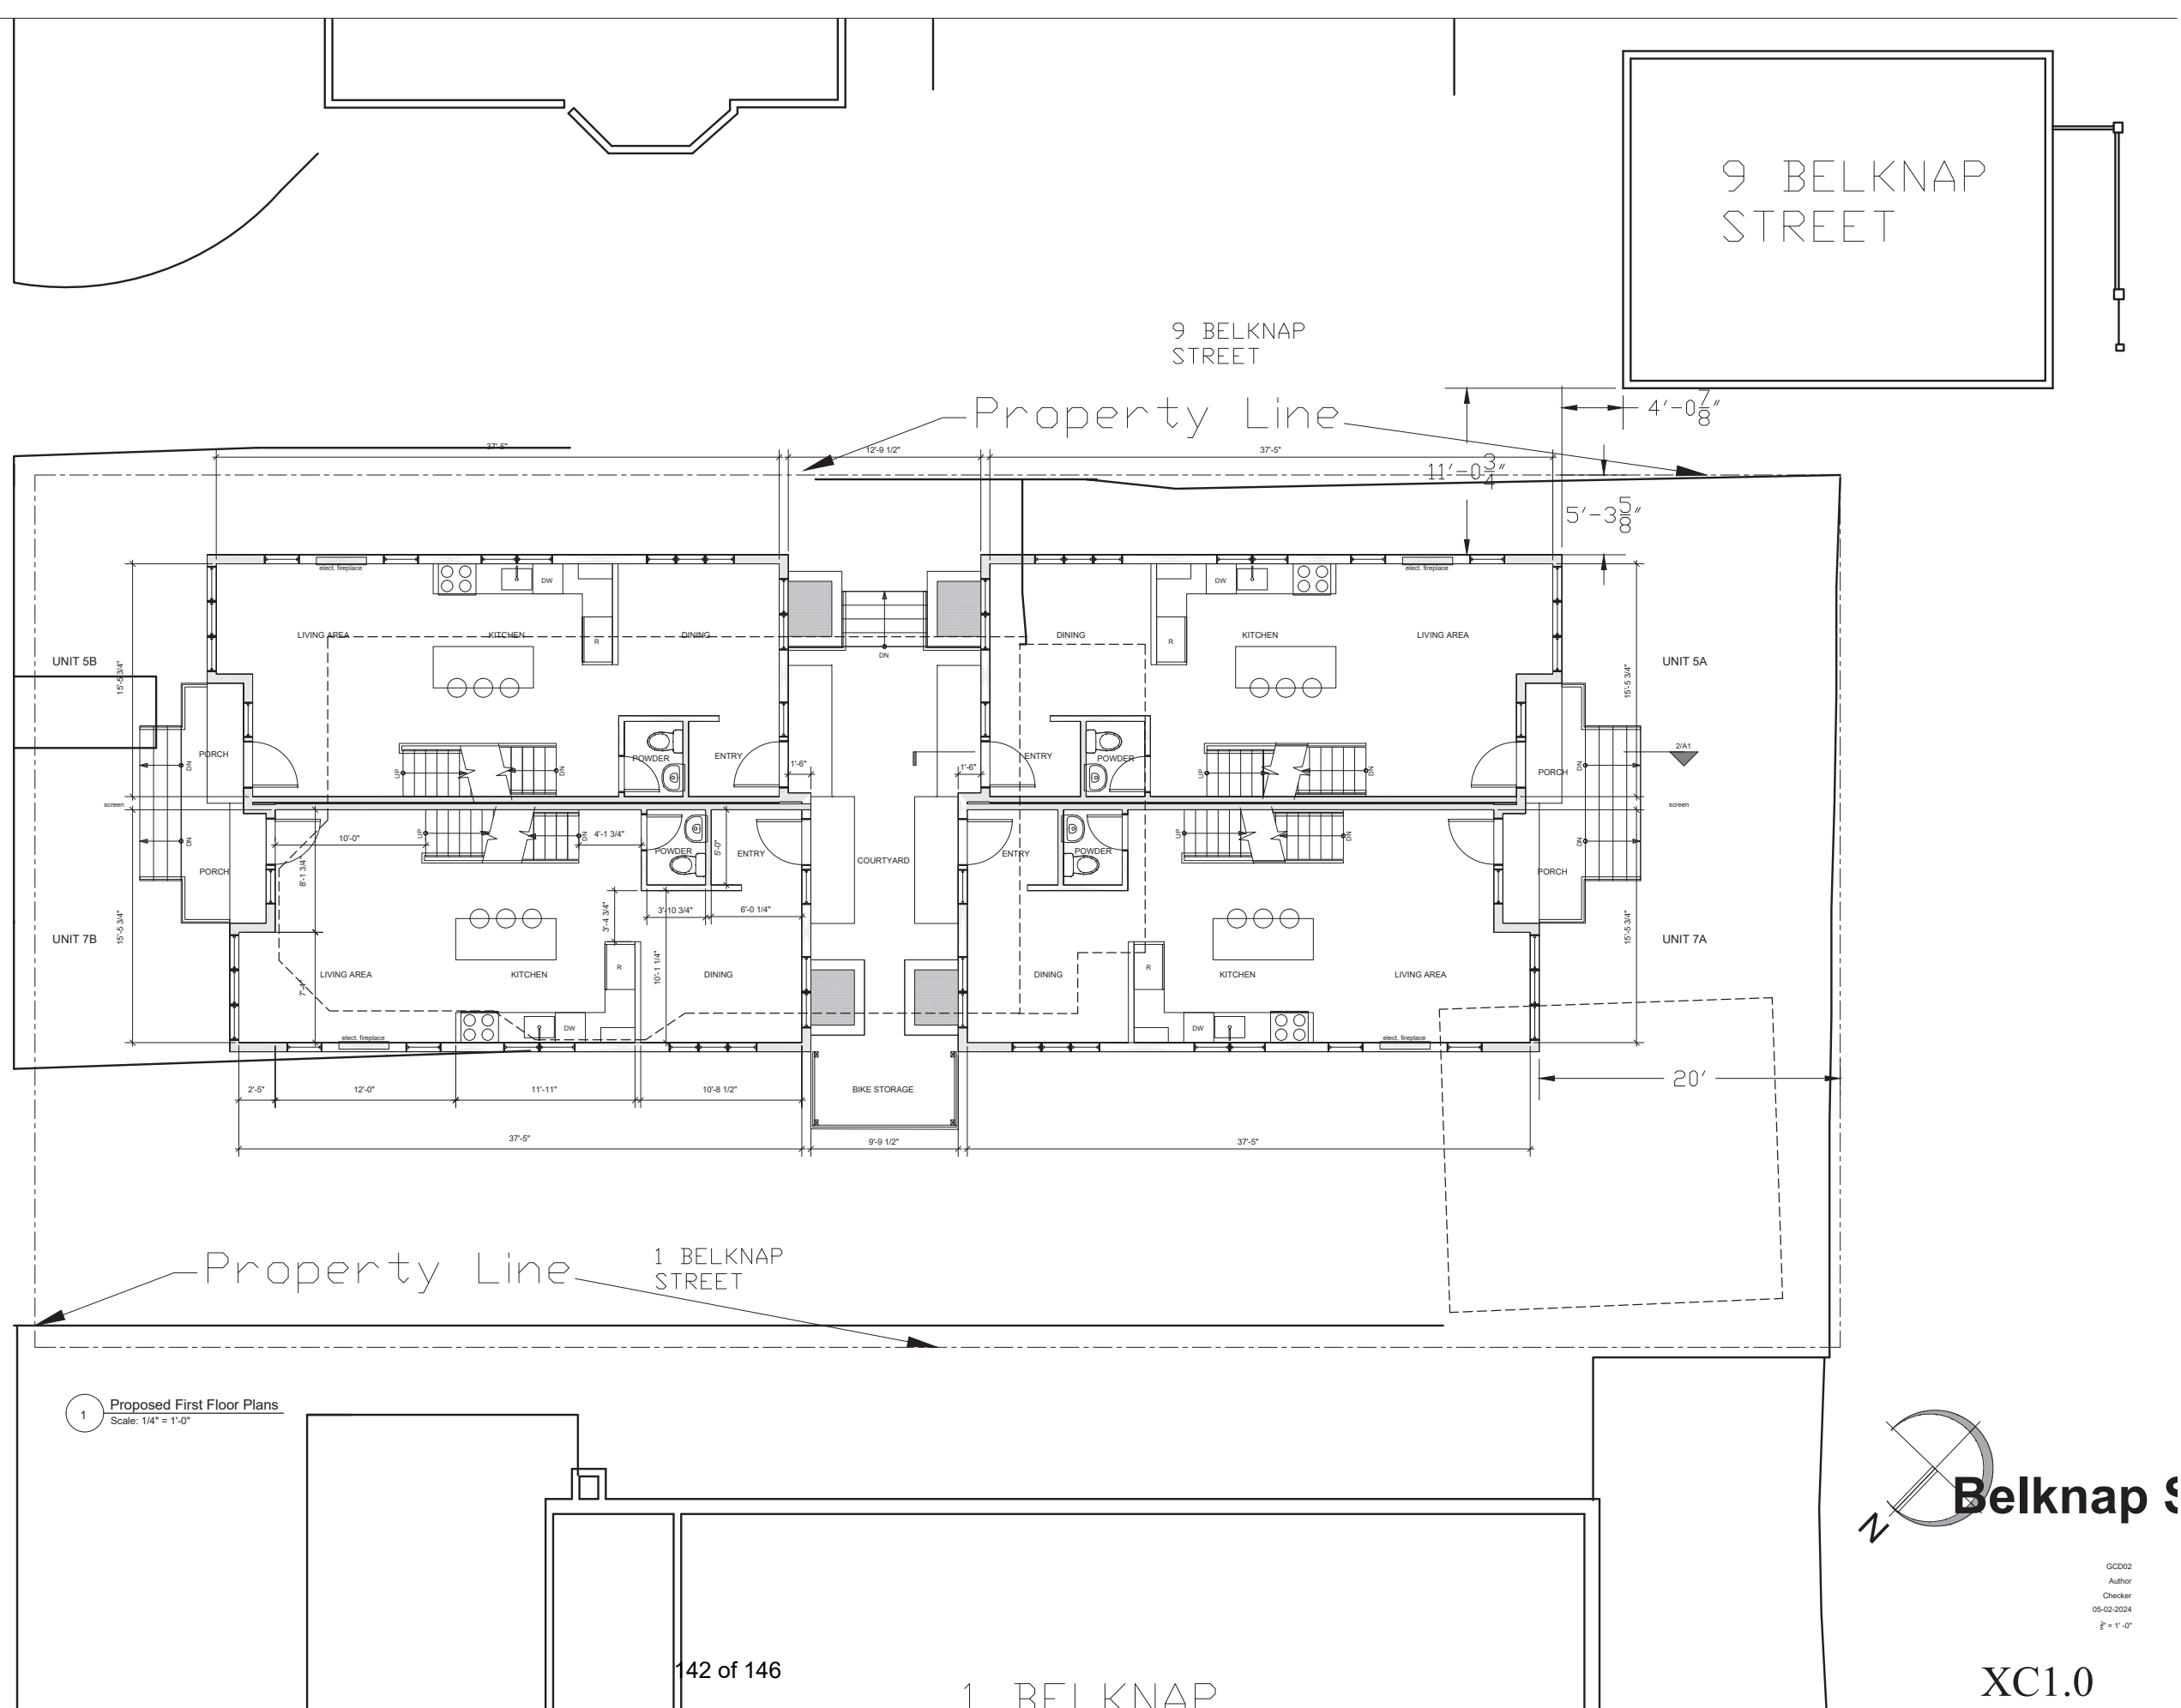 9 BELKNAP
STREET
9 BELKNAP
STREET
Property Line
4'-0 7/8"
37'-5"
12'-9 1/2"
37'-5"
11'-0 3/4"
5'-3 5/8"
elect. fireplace
DW
DW
elect. fireplace
LIVING AREA
KITCHEN
R
DINING
DINING
R
KITCHEN
LIVING AREA
UNIT 5B
15'-5 3/4"
DN
15'-5 3/4"
UNIT 5A
PORCH
DN
UP
DN
POWDER
ENTRY
1'-6"
1'-6"
ENTRY
POWDER
UP
DN
PORCH
DN
2/A1
screen
screen
10'-0"
UP
DN
4'-1 3/4"
POWDER
5'-0"
ENTRY
COURTYARD
ENTRY
POWDER
UP
DN
DN
DN
PORCH
8'-1 3/4"
PORCH
3'-4 3/4"
3'-10 3/4"
6'-0 1/4"
UNIT 7B
15'-5 3/4"
15'-5 3/4"
UNIT 7A
LIVING AREA
7'-4"
KITCHEN
R
10'-1 1/4"
DINING
DINING
R
KITCHEN
LIVING AREA
elect. fireplace
DW
DW
elect. fireplace
2'-5"
12'-0"
11'-11"
10'-8 1/2"
BIKE STORAGE
20'
37'-5"
9'-9 1/2"
37'-5"
Property Line
1 BELKNAP
STREET
1
Proposed First Floor Plans
Scale: 1/4" = 1'-0"
N
Belknap S
GCD02
Author
Checker
05-02-2024
= 1' -0"
142 of 146
XC1.0
1 BELKNAP